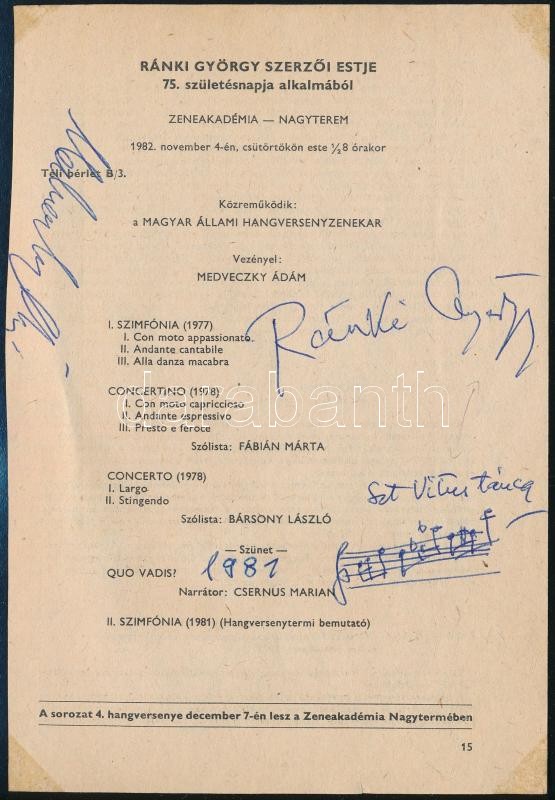 RÁNKI GYÖRGY SZERZŐI ESTJE
75. születésnapja alkalmából
ZENEAKADÉMIA — NAGYTEREM
1982. november 4-én, csütörtökön este ½8 órakor
Téli bérlet B/3.
Közreműködik:
a MAGYAR ÁLLAMI HANGVERSENYZENEKAR
Vezényel:
MEDVECZKY ÁDÁM
Ránki György
I. SZIMFÓNIA (1977)
I. Con moto appassionato
II. Andante cantabile
III. Alla danza macabra
darabanth
CONCERTINO (1978)
I. Con moto capriccioso
II. Andante espressivo
III. Presto e feroce
Szólista: FÁBIÁN MÁRTA
CONCERTO (1978)
I. Largo
II. Stingendo
Szt Vitus tánca
Szólista: BÁRSONY LÁSZLÓ
— Szünet —
QUO VADIS? 1981
Narrátor: CSERNUS MARIAN
II. SZIMFÓNIA (1981) (Hangversenytermi bemutató)
A sorozat 4. hangversenye december 7-én lesz a Zeneakadémia Nagytermében
15